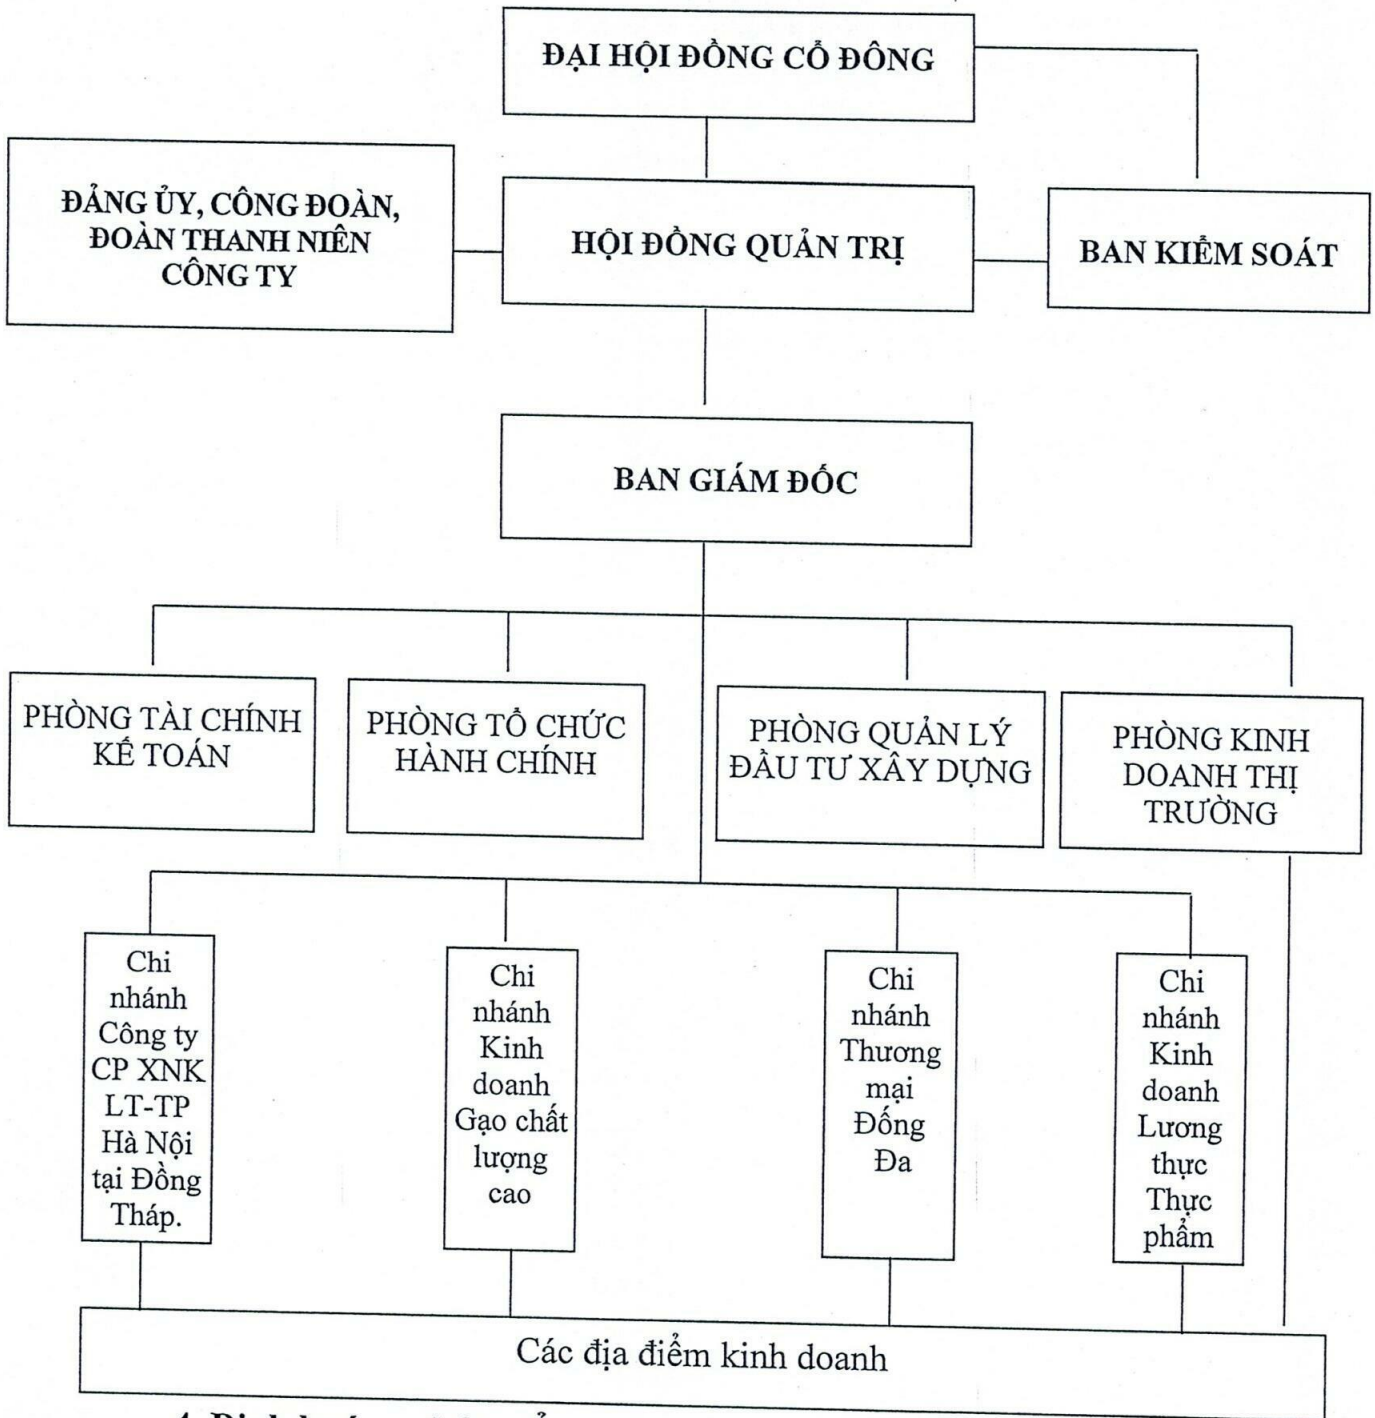 ĐẠI HỘI ĐỒNG CỔ ĐÔNG
ĐẢNG ỦY, CÔNG ĐOÀN,
ĐOÀN THANH NIÊN
CÔNG TY
HỘI ĐỒNG QUẢN TRỊ
BAN KIỂM SOÁT
BAN GIÁM ĐỐC
PHÒNG TÀI CHÍNH
KẾ TOÁN
PHÒNG TỔ CHỨC
HÀNH CHÍNH
PHÒNG QUẢN LÝ
ĐẦU TƯ XÂY DỰNG
PHÒNG KINH
DOANH THỊ
TRƯỜNG
Chi
nhánh
Công ty
CP XNK
LT-TP
Hà Nội
tại Đồng
Tháp.
Chi
nhánh
Kinh
doanh
Gạo chất
lượng
cao
Chi
nhánh
Thương
mại
Đống
Đa
Chi
nhánh
Kinh
doanh
Lương
thực
Thực
phẩm
Các địa điểm kinh doanh